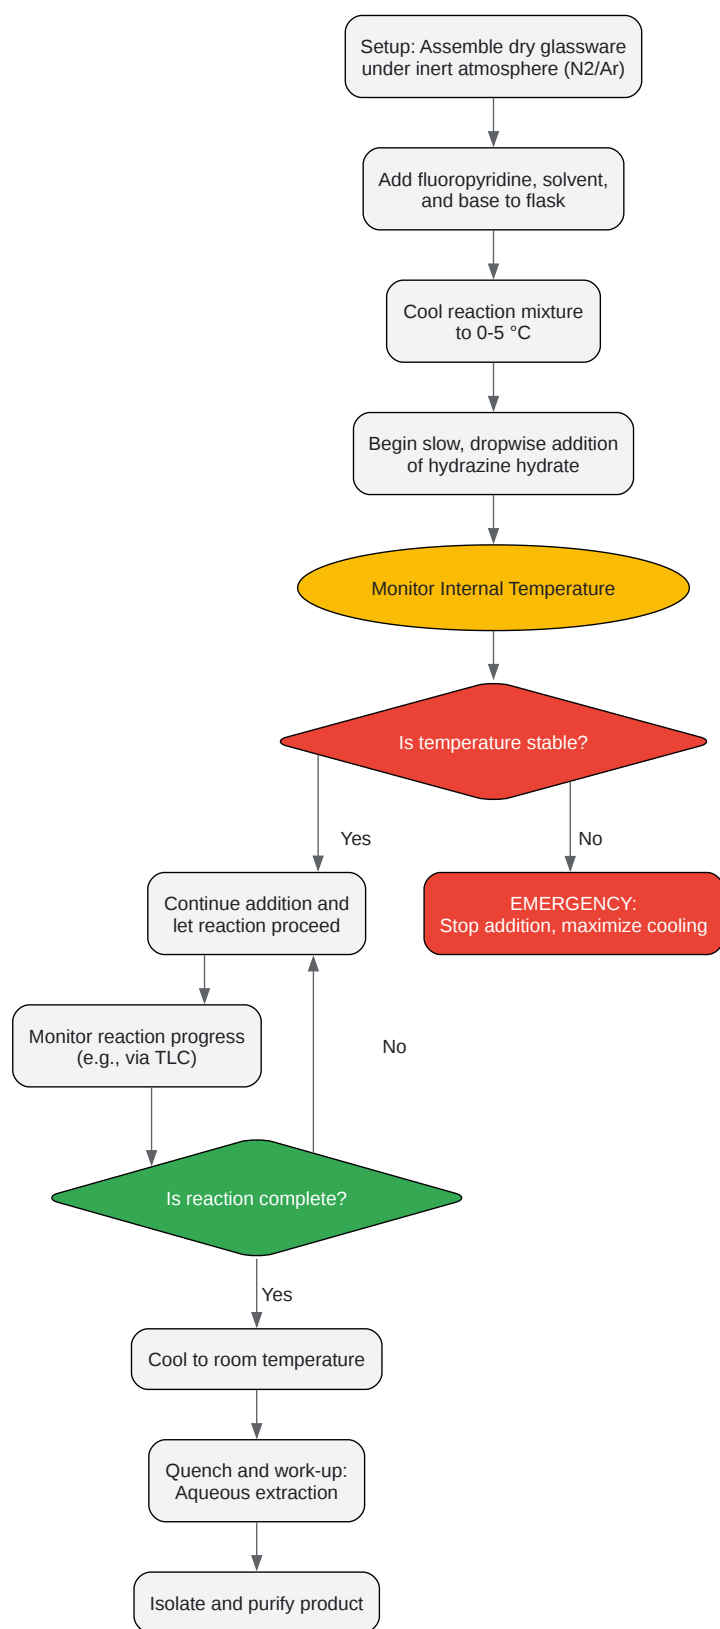 Setup: Assemble dry glassware
under inert atmosphere (N2/Ar)
Add fluoropyridine, solvent,
and base to flask
Cool reaction mixture
to 0-5 °C
Begin slow, dropwise addition
of hydrazine hydrate
Monitor Internal Temperature
Is temperature stable?
Yes
No
Continue addition and
let reaction proceed
EMERGENCY:
Stop addition, maximize cooling
Monitor reaction progress
(e.g., via TLC)
No
Is reaction complete?
Yes
Cool to room temperature
Quench and work-up:
Aqueous extraction
Isolate and purify product